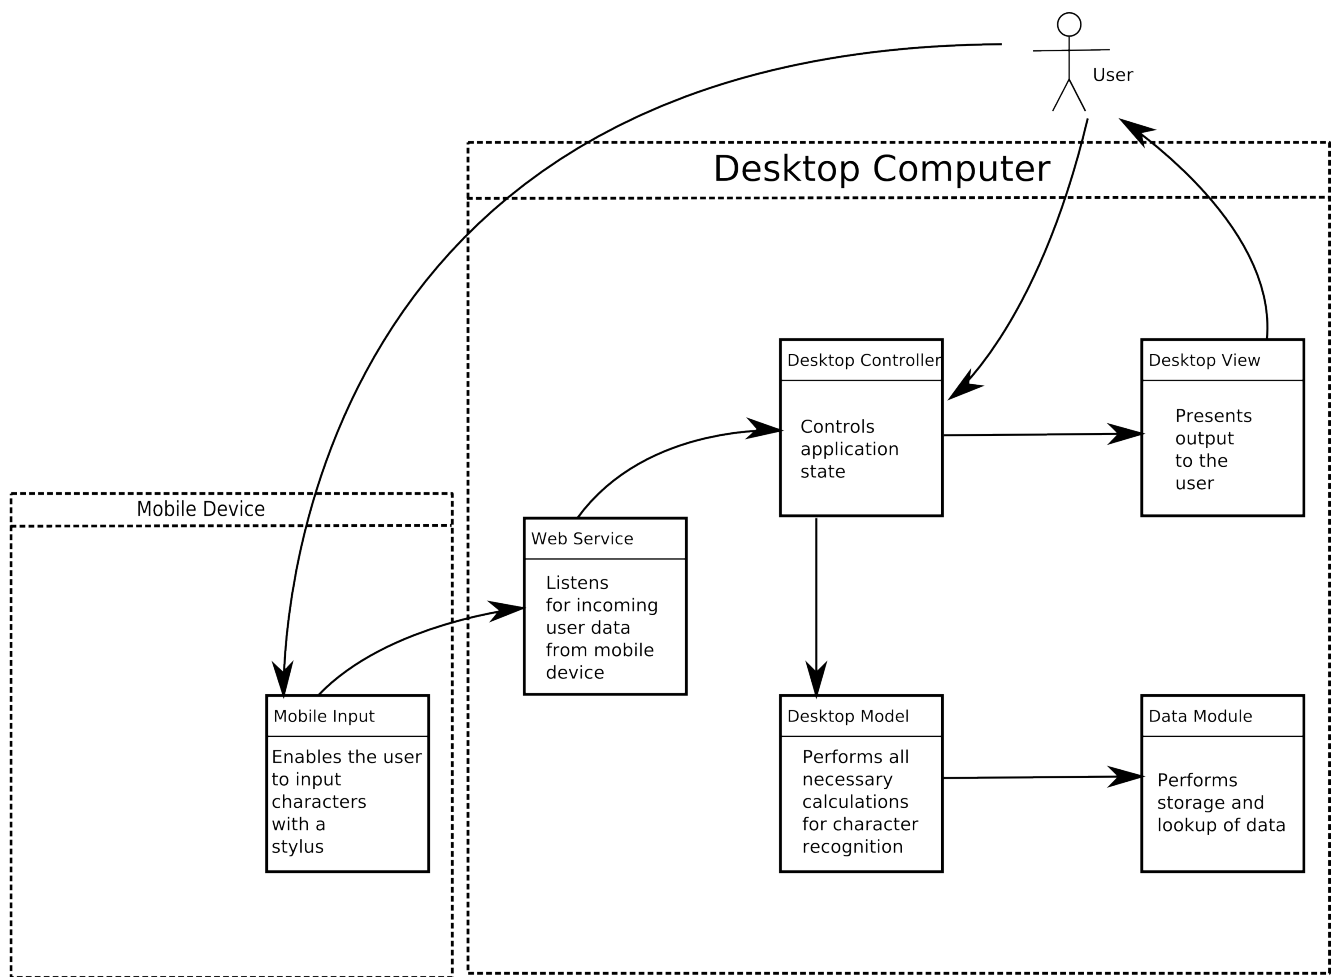 User
Desktop Computer
Desktop Controller
Controls
application
state
Desktop View
Presents
output
to the
user
Mobile Device
Web Service
Listens
for incoming
user data
from mobile
device
Mobile Input
Enables the user
to input
characters
with a
stylus
Desktop Model
Performs all
necessary
calculations
for character
recognition
Data Module
Performs
storage and
lookup of data